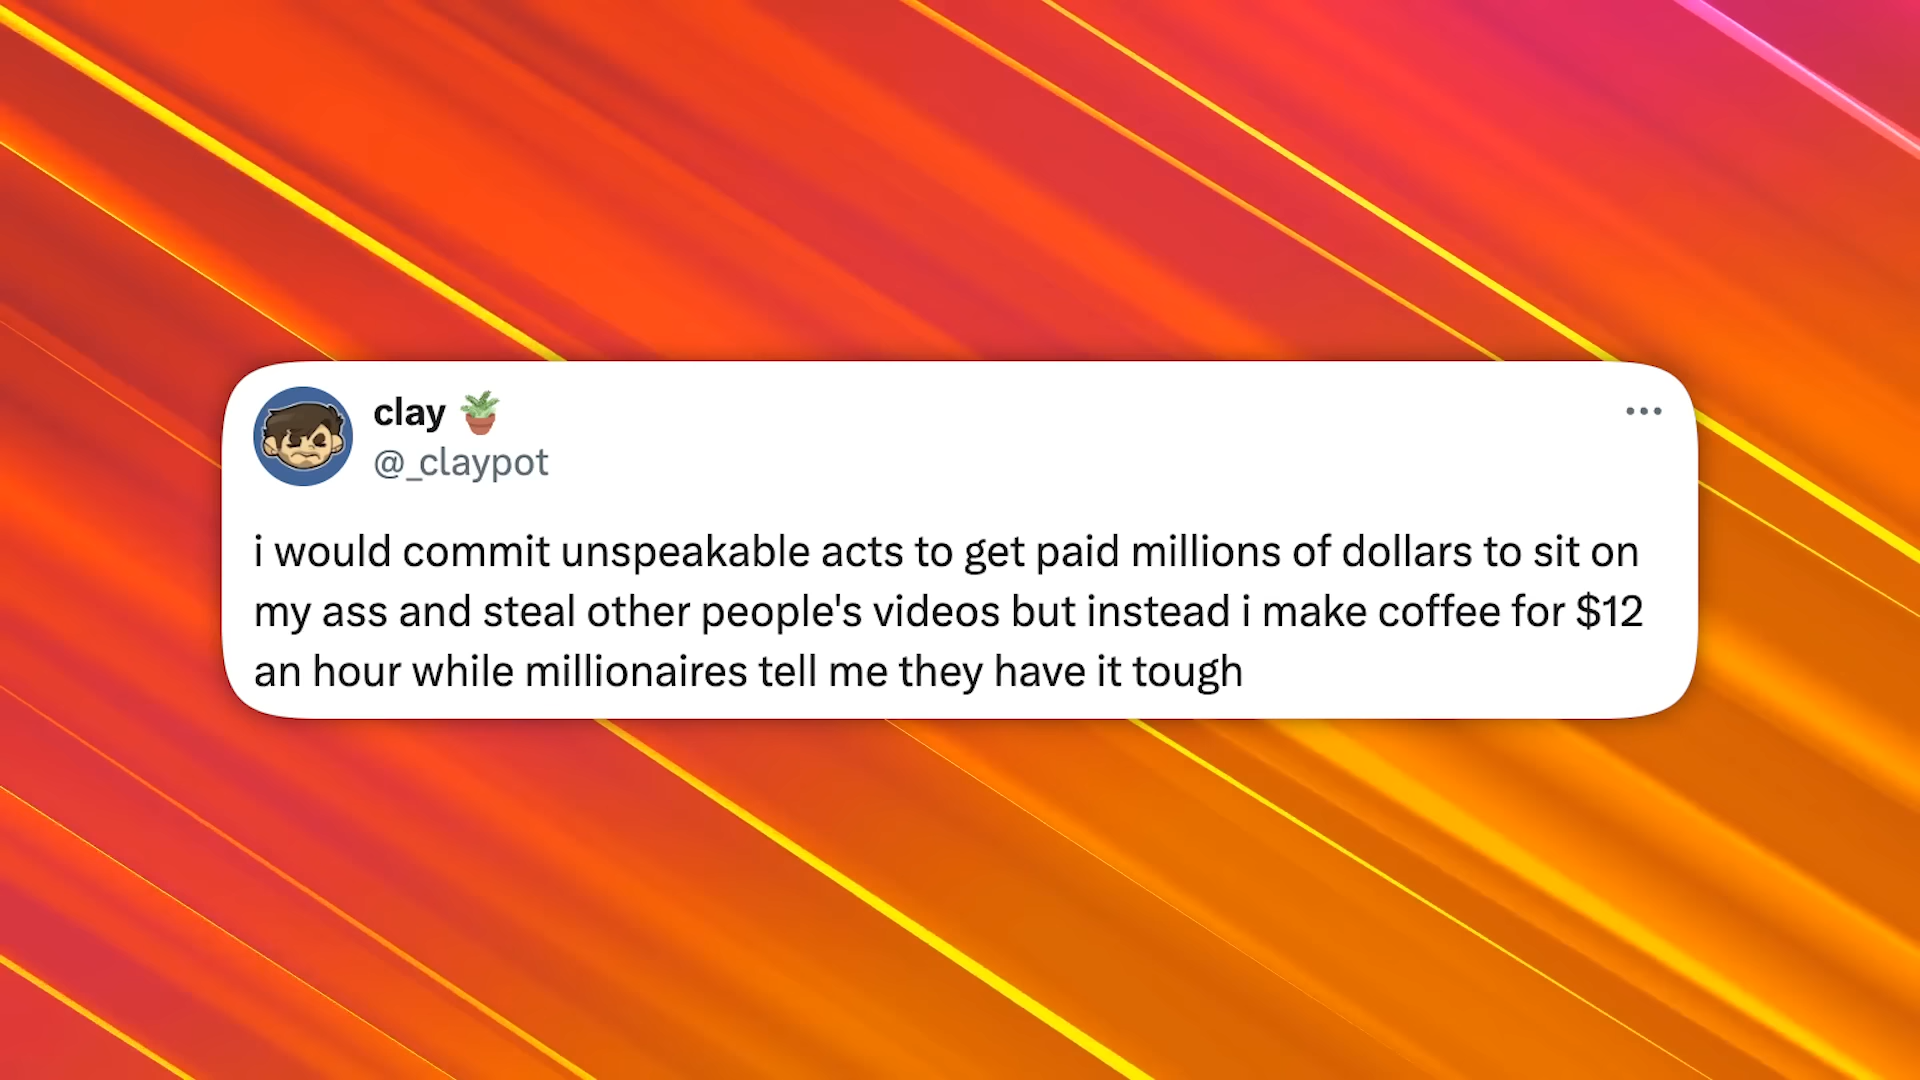 clay 🪴
@_claypot
i would commit unspeakable acts to get paid millions of dollars to sit on
my ass and steal other people's videos but instead i make coffee for $12
an hour while millionaires tell me they have it tough